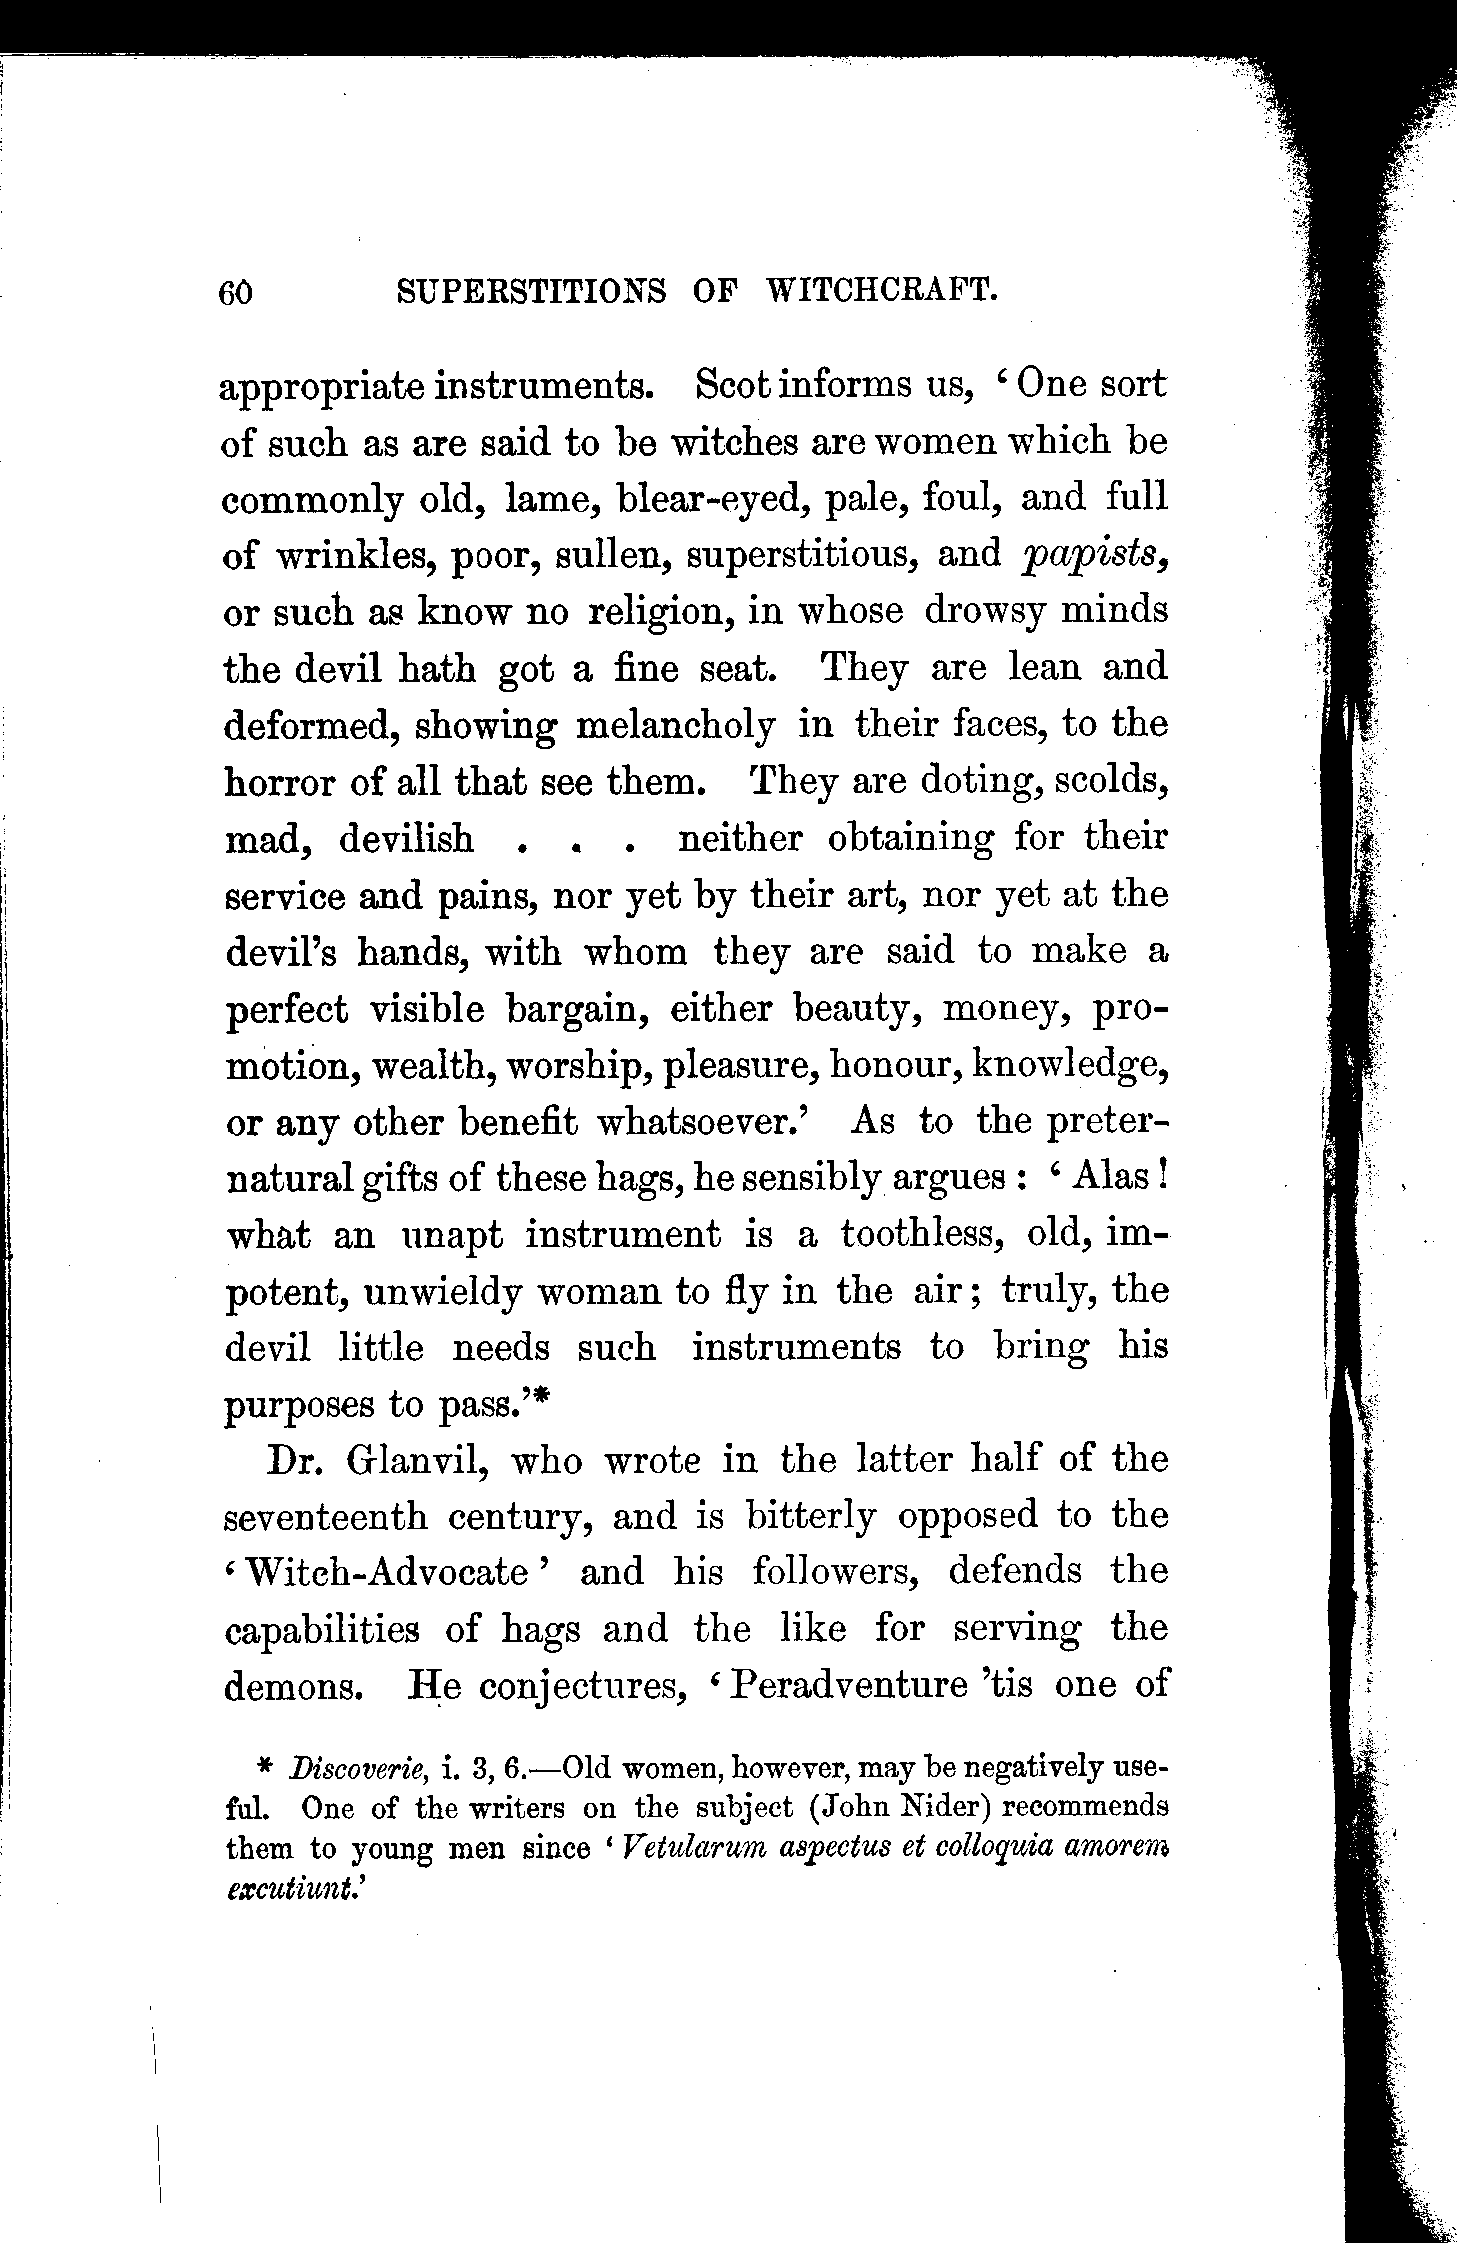 60 SUPERSTITIONS OF WITCHCRAFT.
appropriate instruments. Scot informs us, ‘ One sort
of such as are said to be witches are women which be
commonly old, lame, blear-eyed, pale, foul, and full
of wrinkles, poor, sullen, superstitious, and papists,
or such as know no religion, in whose drowsy minds
the devil hath got a fine seat. They are lean and
deformed, showing melancholy in their faces, to the
horror of all that see them. They are doting, scolds,
mad, devilish . . . neither obtaining for their
service and pains, nor yet by their art, nor yet at the
devil’s hands, with whom they are said to make a
perfect visible bargain, either beauty, money, pro-
motion, wealth, worship, pleasure, honour, knowledge,
or any other benefit whatsoever.’ As to the preter-
natural gifts of these hags, he sensibly argues : ‘ Alas !
what an unapt instrument is a toothless, old, im-
potent, unwieldy woman to fly in the air ; truly, the
devil little needs such instruments to bring his
purposes to pass.’*
Dr. Glanvil, who wrote in the latter half of the
seventeenth century, and is bitterly opposed to the
‘ Witch-Advocate ’ and his followers, defends the
capabilities of hags and the like for serving the
demons. He conjectures, ‘ Peradventure ’tis one of
* Discoverie, i. 3, 6.—Old women, however, may be negatively use-
ful. One of the writers on the subject (John Nider) recommends
them to young men since ‘ Vetularum aspectus et colloquia amorem
excutiunt.’